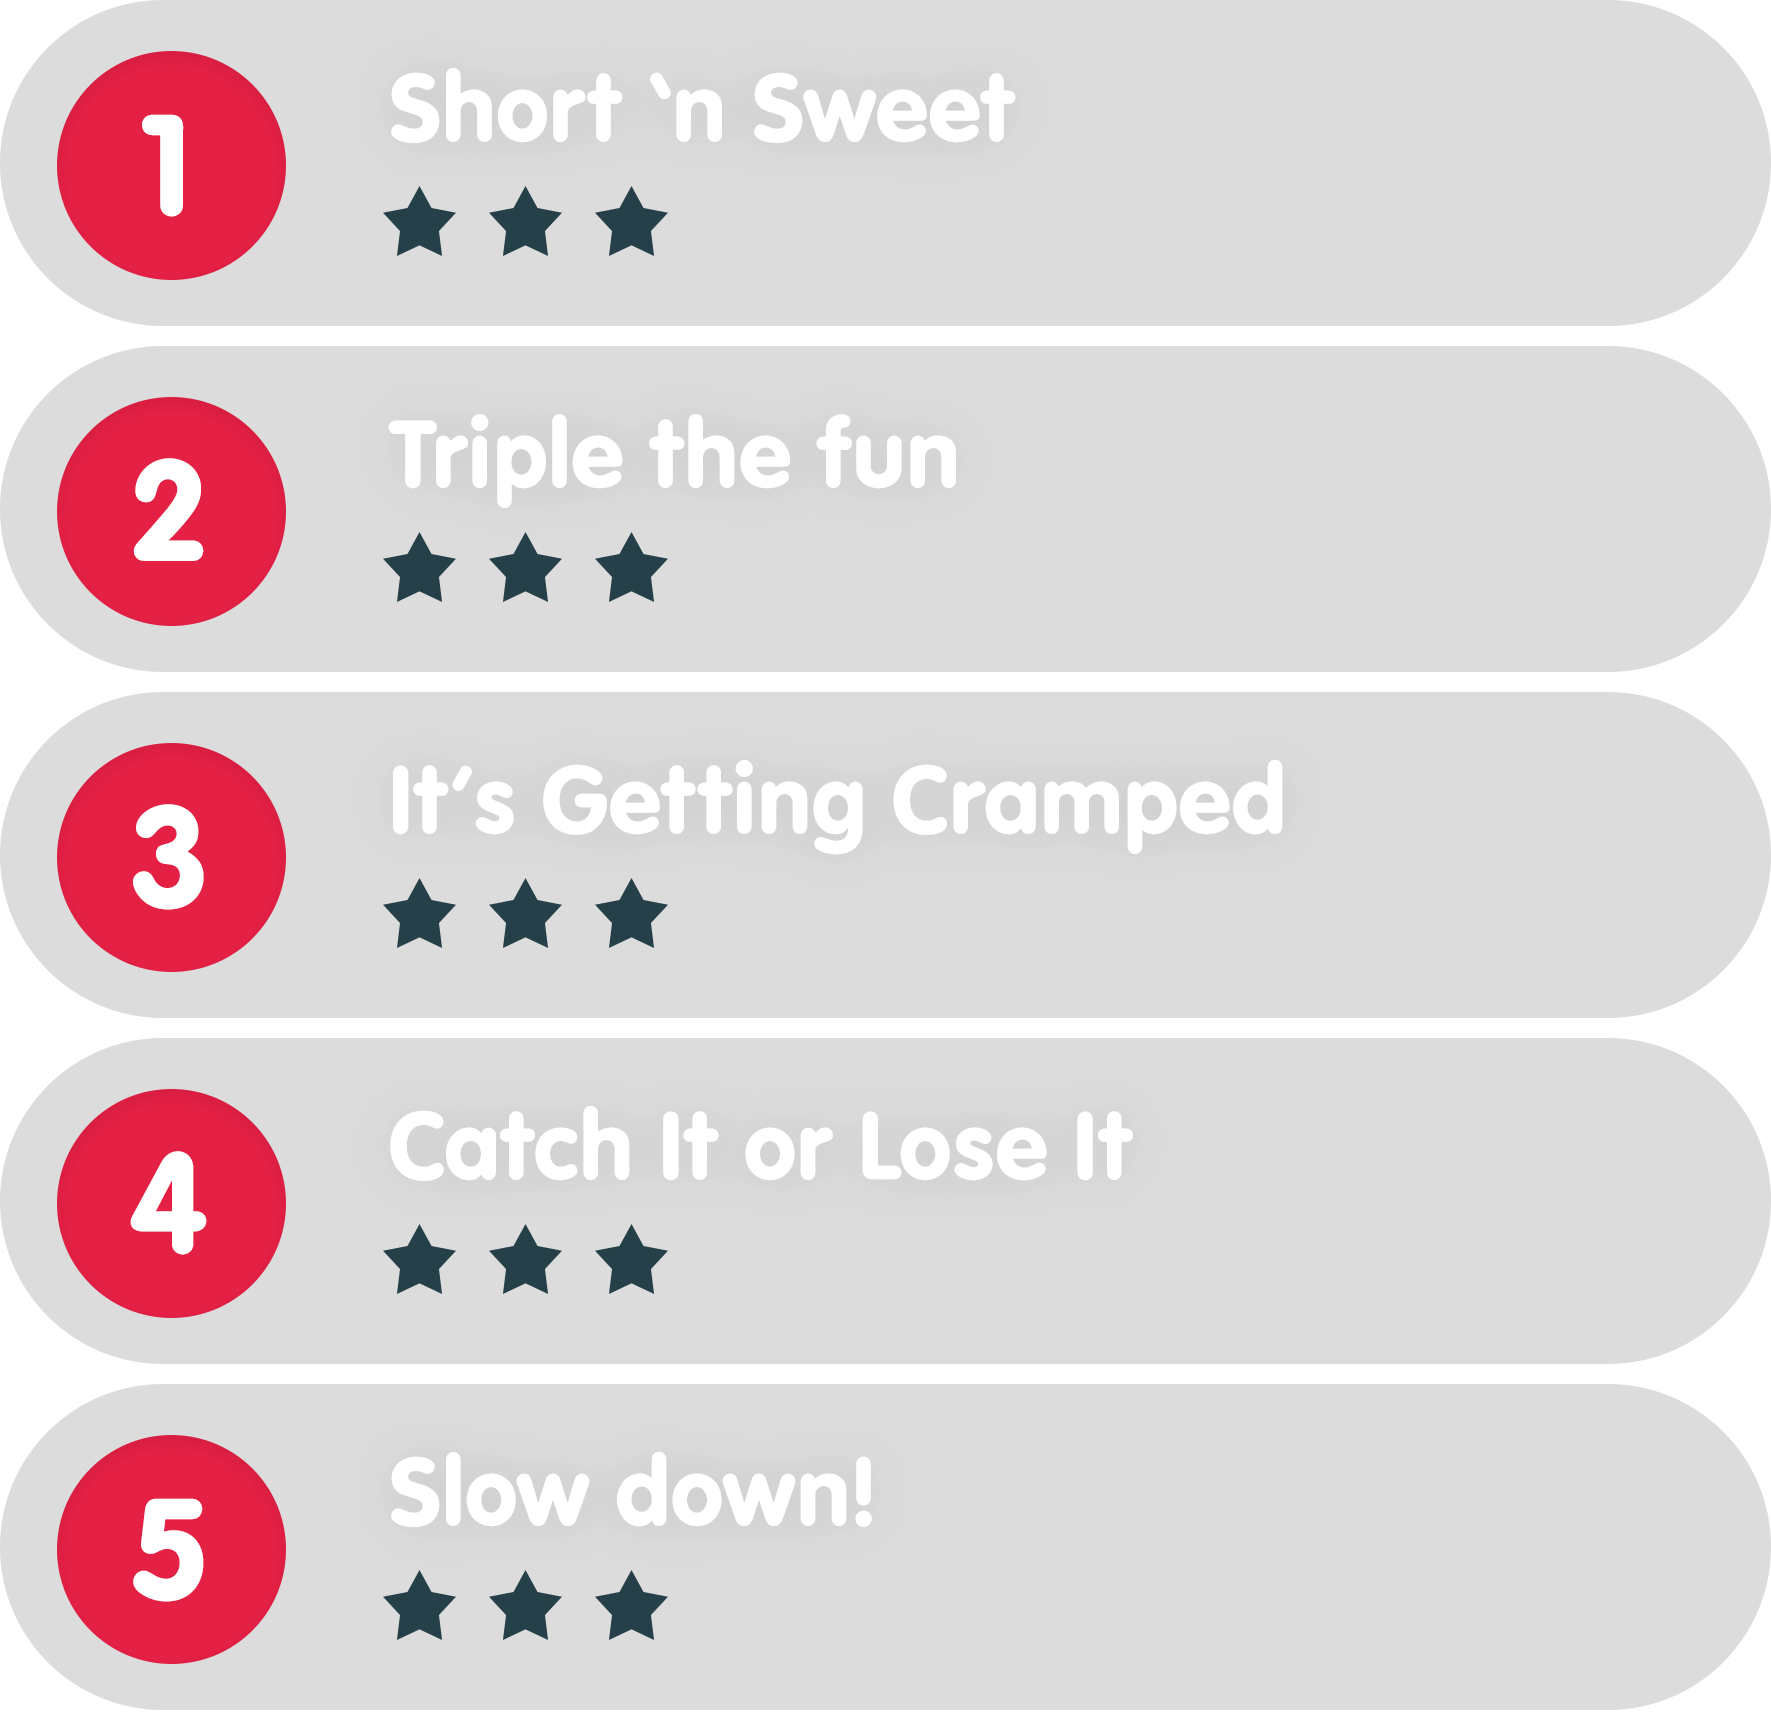 1
Short `n Sweet
2
Triple the fun
3
It's Getting Cramped
4
Catch It or Lose It
5
Slow down!